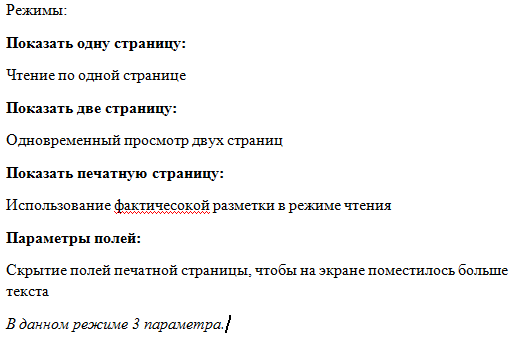 Режимы:
Показать одну страницу:
Чтение по одной странице
Показать две страницу:
Одновременный просмотр двух страниц
Показать печатную страницу:
Использование фактичесокой разметки в режиме чтения
Параметры полей:
Скрытие полей печатной страницы, чтобы на экране поместилось больше
текста
В данном режиме 3 параметра.